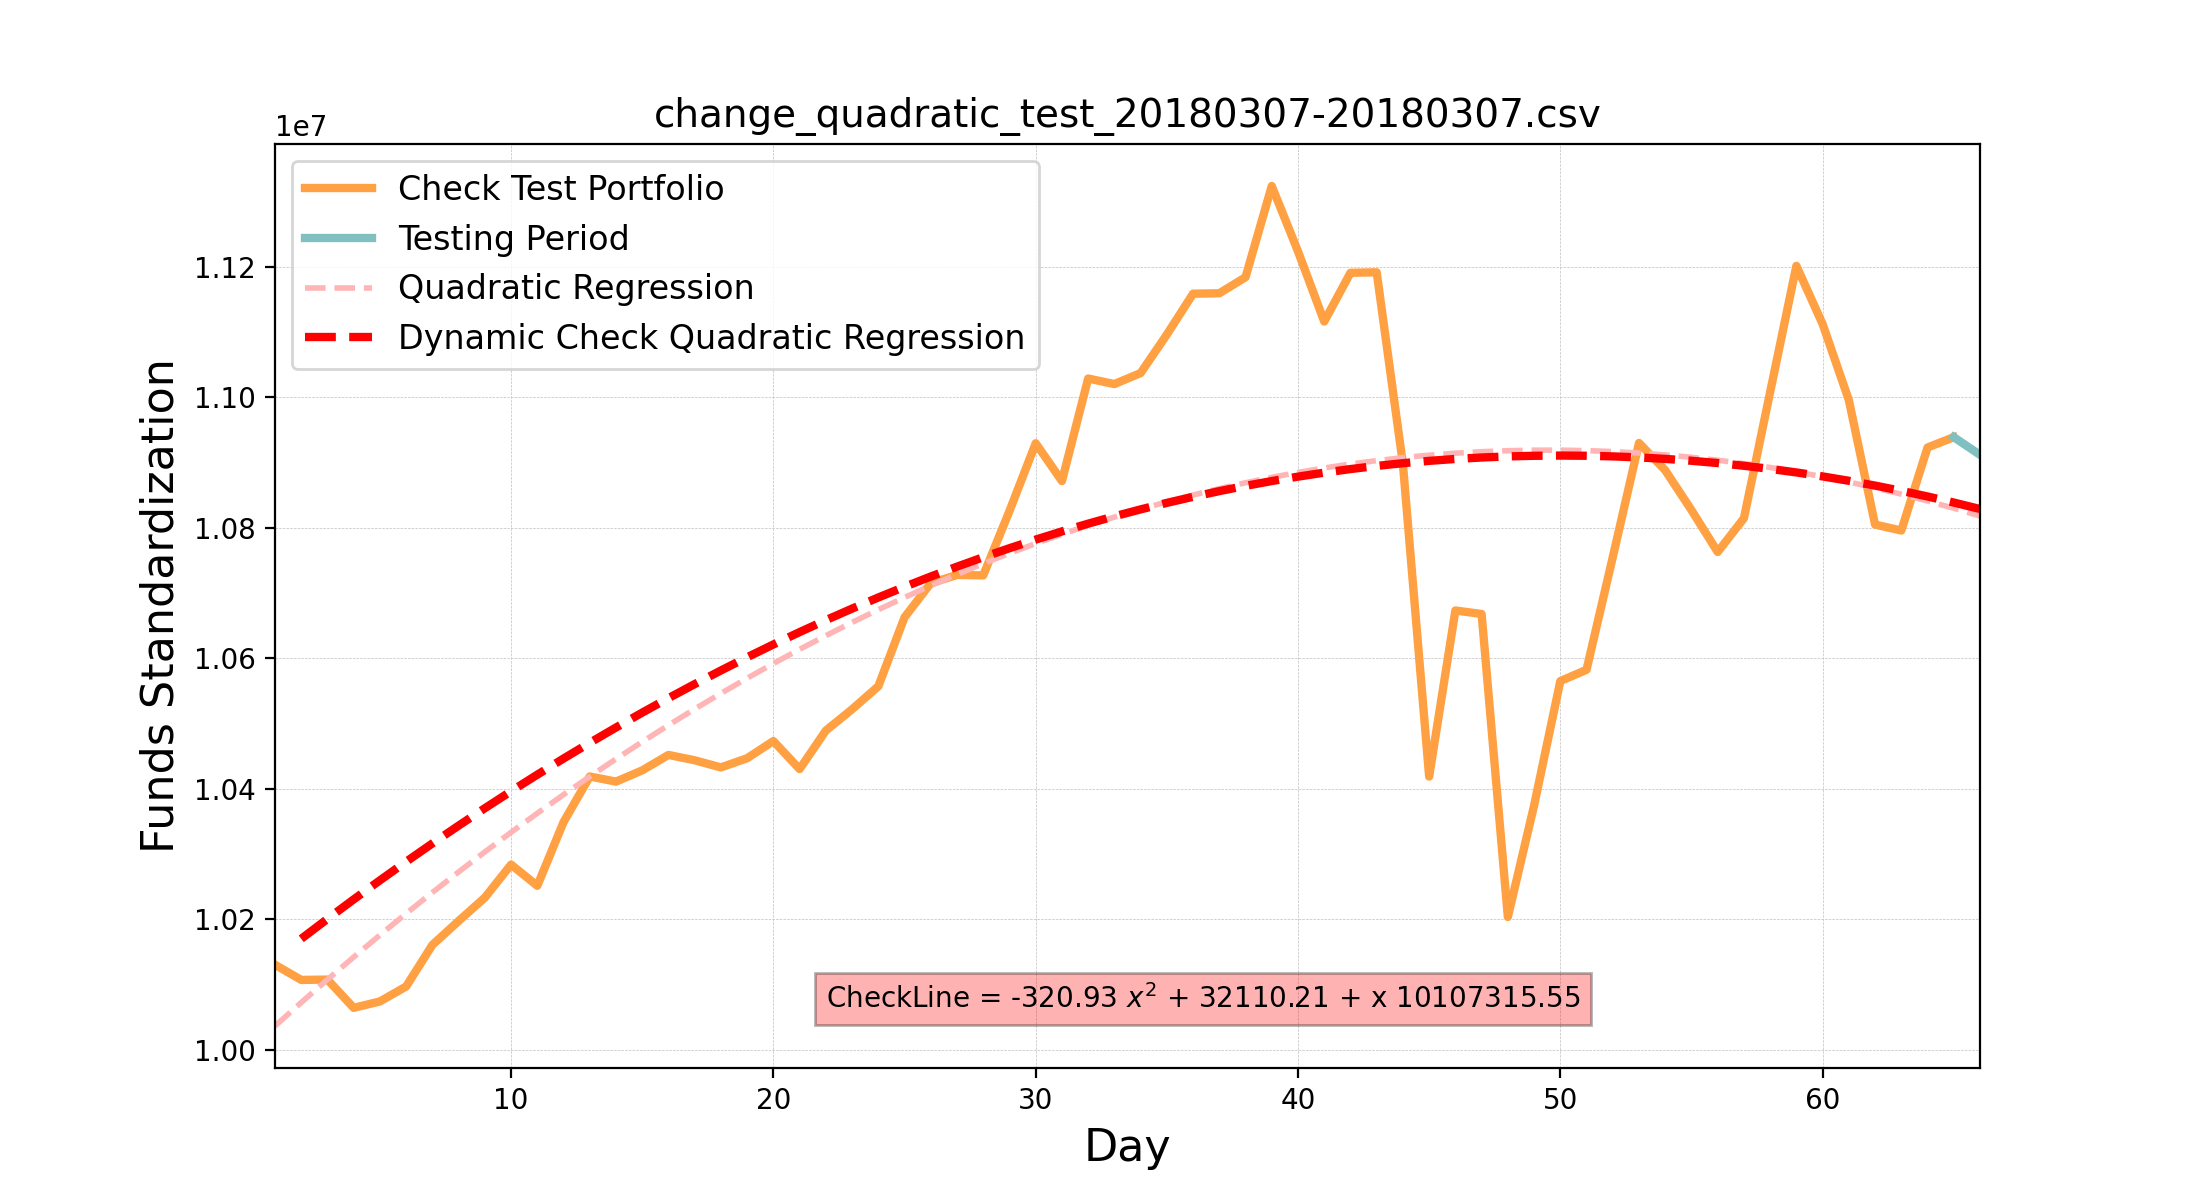 change_quadratic_test_20180307-20180307.csv
1e7
Check Test Portfolio
Testing Period
Quadratic Regression
Dynamic Check Quadratic Regression
Funds Standardization
1.12
1.10
1.08
1.06
1.04
1.02
1.00
CheckLine = -320.93 x² + 32110.21 + x 10107315.55
10 20 30 40 50 60
Day